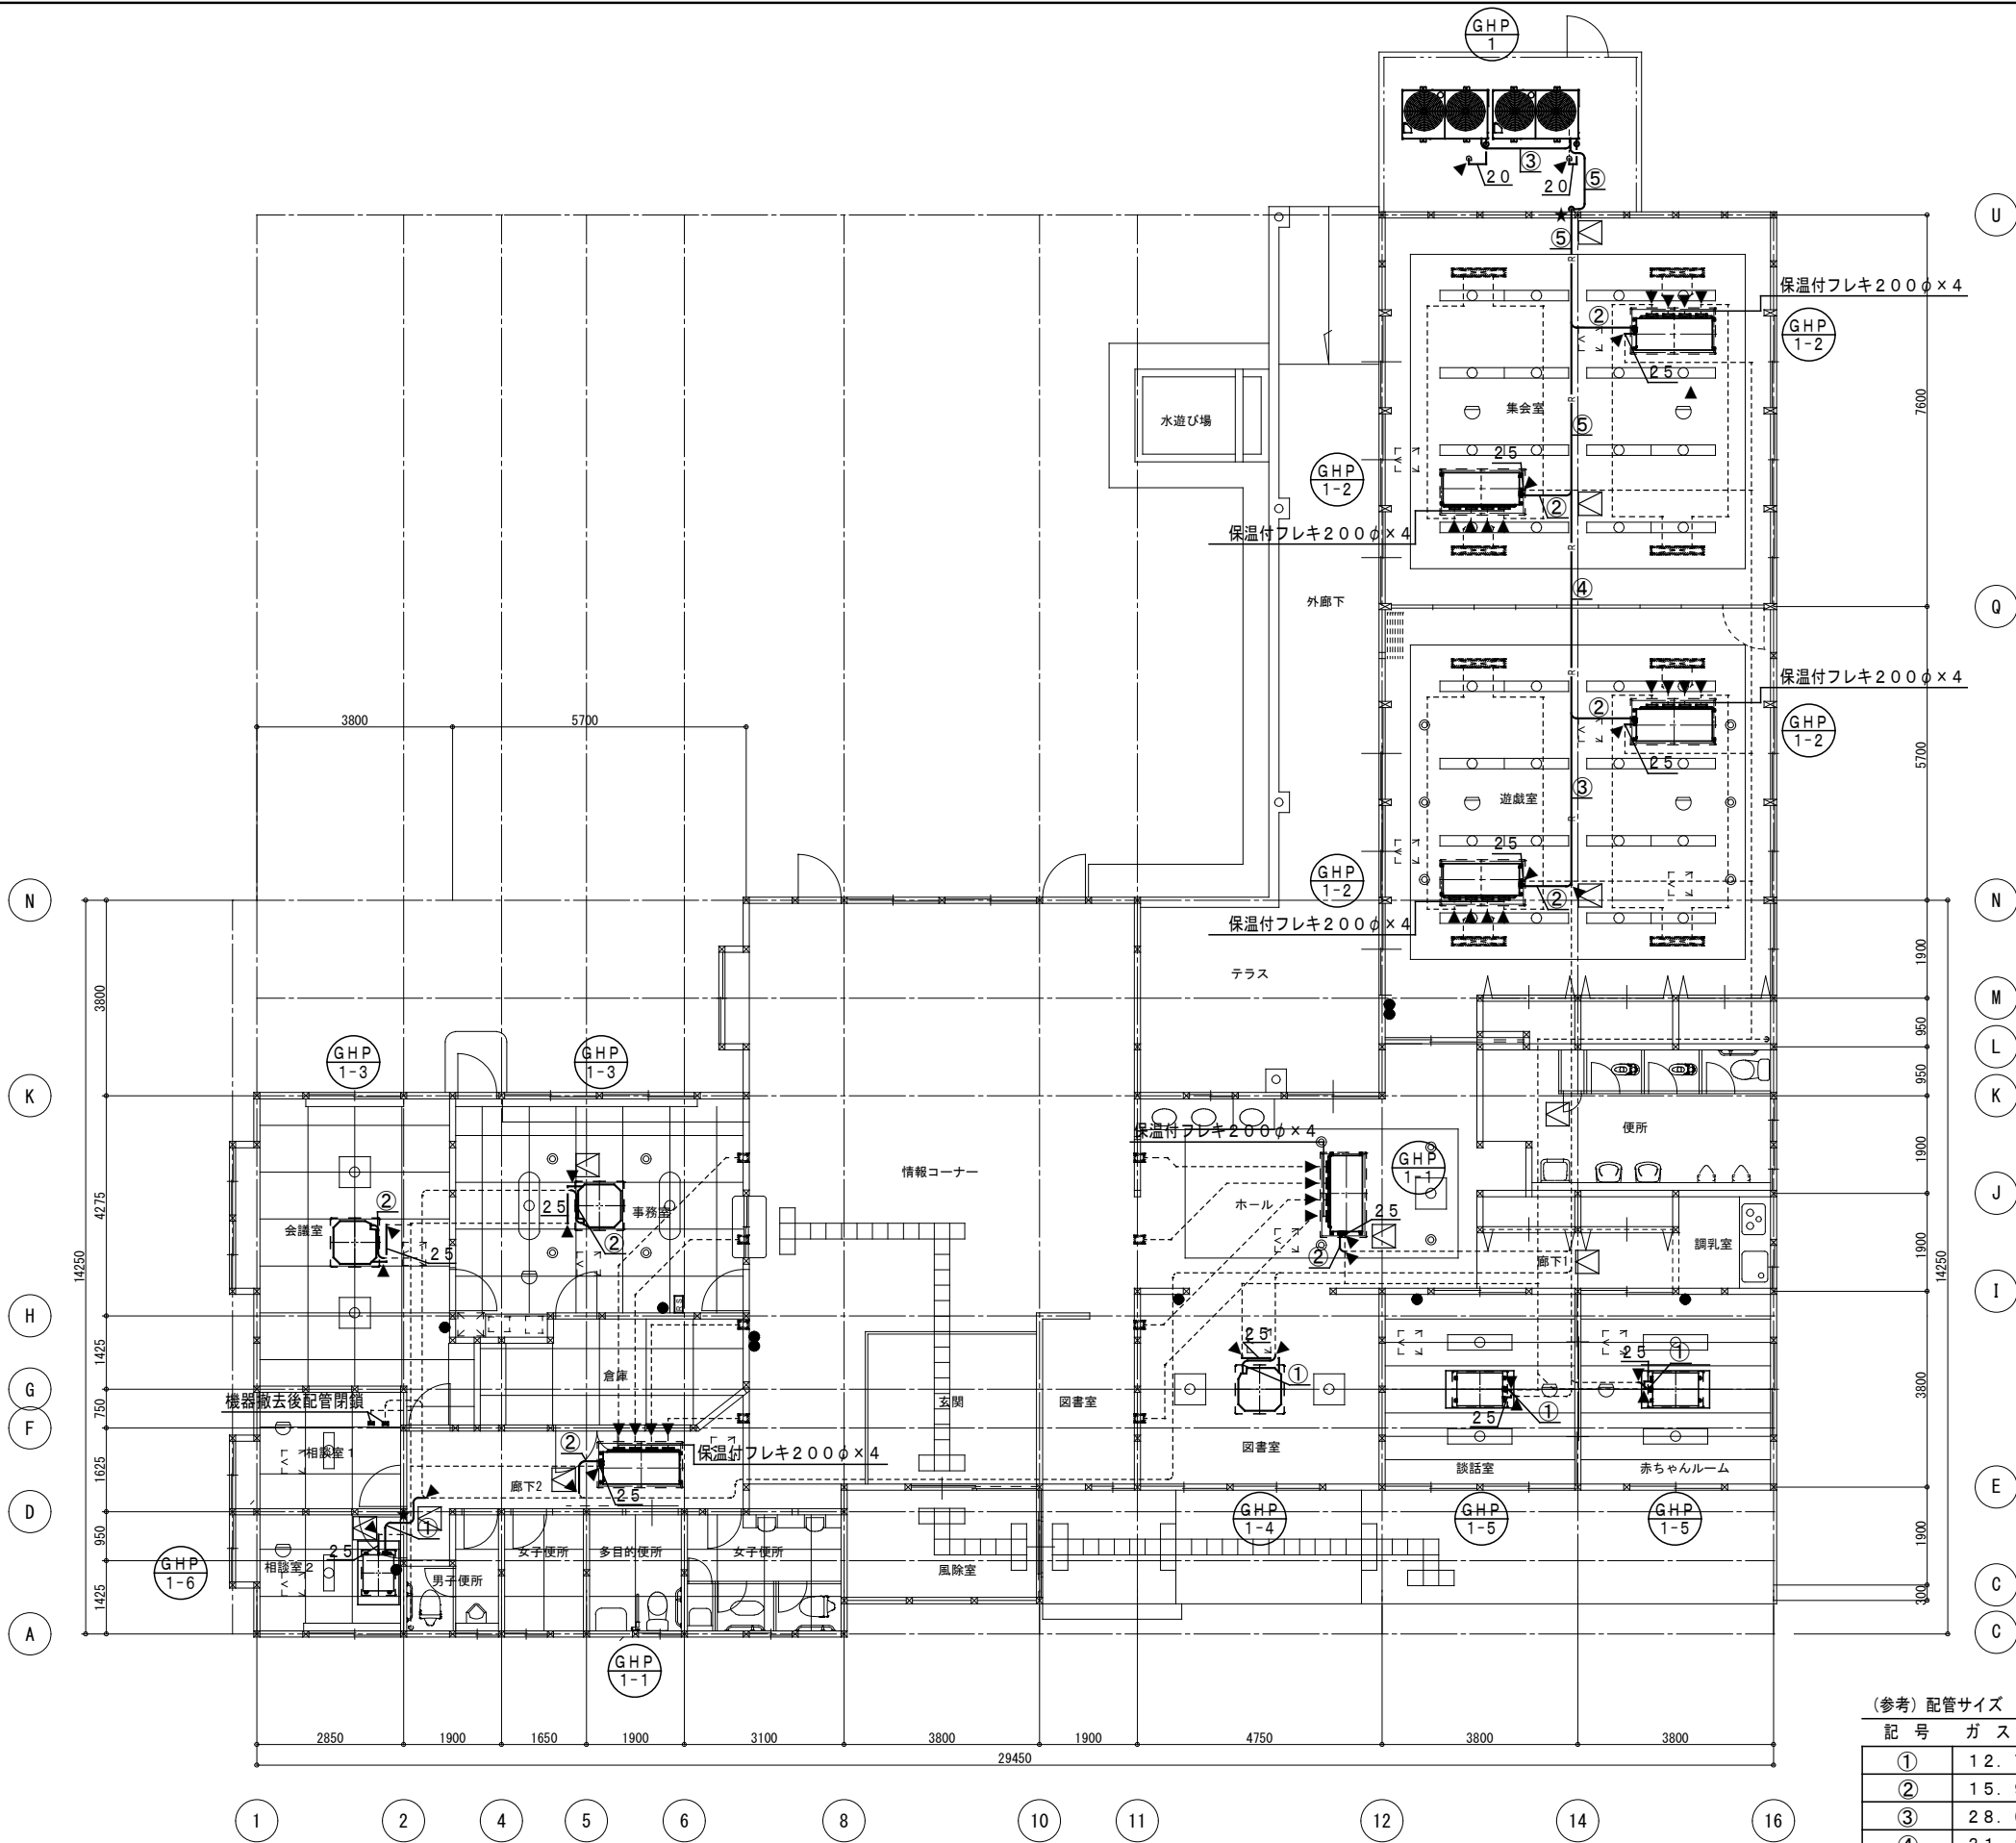 GHP
1
③
20
20
⑤
U
⑤
保温付フレキ200φ×4
②
GHP
1-2
25
水遊び場
集会室
7600
⑤
25
GHP
1-2
②
保温付フレキ200φ×4
④
外廊下
Q
保温付フレキ200φ×4
②
GHP
1-2
25
3800
5700
5700
③
遊戯室
25
GHP
1-2
②
N
N
保温付フレキ200φ×4
1900
テラス
3800
M
950
GHP
1-3
GHP
1-3
L
950
K
K
保温付フレキ200φ×4
便所
情報コーナー
GHP
1-1
1900
②
25
事務室
ホール
J
4275
会議室
②
25
25
②
調乳室
1900
廊下1
14250
14250
H
I
1425
25
倉庫
①
25
①
G
機器撤去後配管閉鎖
玄関
図書室
25
①
3800
750
F
相談室1
②
保温付フレキ200φ×4
図書室
談話室
赤ちゃんルーム
1625
廊下2
25
E
D
①
GHP
1-4
GHP
1-5
GHP
1-5
950
25
女子便所
多目的便所
女子便所
1900
GHP
1-6
相談室2
男子便所
風除室
1425
C
300
A
C
GHP
1-1
(参考)配管サイズ
2850
1900
1650
1900
3100
3800
1900
4750
3800
3800
29450
記 号
ガ ス
①
12.
②
15.
③
28.
1
2
4
5
6
8
10
11
12
14
16